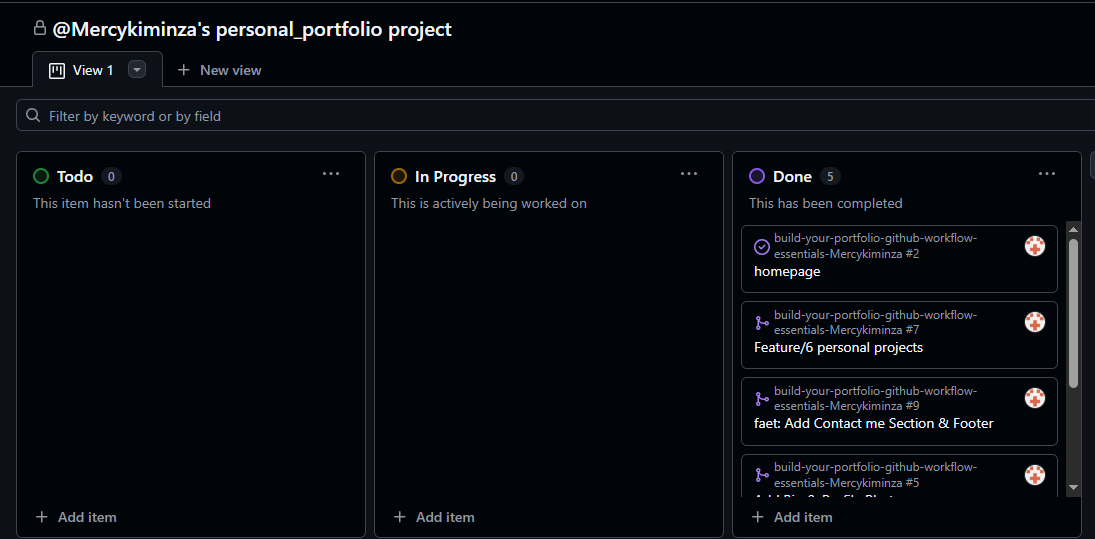 @Mercykiminza's personal_portfolio project
View 1
New view
Filter by keyword or by field
Todo 0
This item hasn't been started
Add item
In Progress 0
This is actively being worked on
Add item
Done 5
This has been completed
build-your-portfolio-github-workflow-
essentials-Mercykiminza #2
homepage
build-your-portfolio-github-workflow-
essentials-Mercykiminza #7
Feature/6 personal projects
build-your-portfolio-github-workflow-
essentials-Mercykiminza #9
faet: Add Contact me Section & Footer
build-your-portfolio-github-workflow-
essentials-Mercykiminza #5
Add item